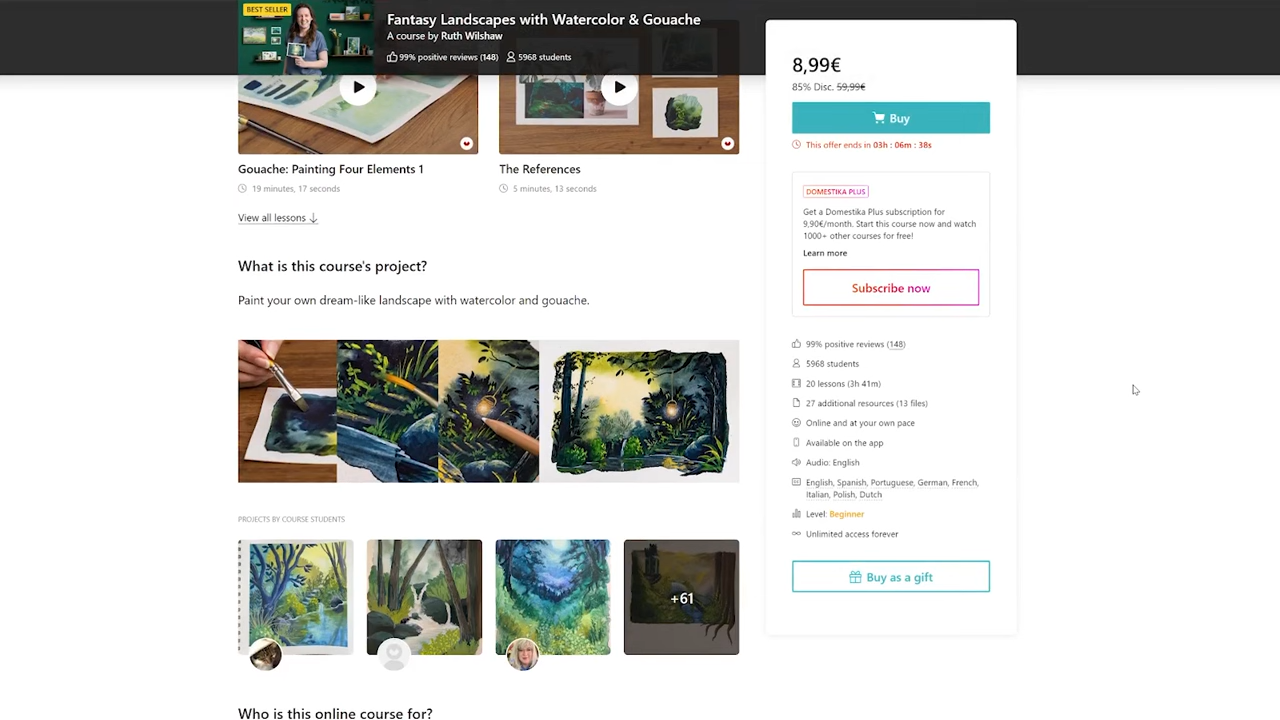 BEST SELLER
Fantasy Landscapes with Watercolor & Gouache
A course by Ruth Wilshaw
99% positive reviews (148) 5968 students
Gouache: Painting Four Elements 1
19 minutes, 17 seconds
The References
5 minutes, 13 seconds
View all lessons ↓
What is this course's project?
Paint your own dream-like landscape with watercolor and gouache.
PROJECTS BY COURSE STUDENTS
+61
Who is this online course for?
8,99€
85% Disc. 59,99€
Buy
This offer ends in 03h : 06m : 38s
DOMESTIKA PLUS
Get a Domestika Plus subscription for
9,90€/month. Start this course now and watch
1000+ other courses for free!
Learn more
Subscribe now
99% positive reviews (148)
5968 students
20 lessons (3h 41m)
27 additional resources (13 files)
Online and at your own pace
Available on the app
Audio: English
English, Spanish, Portuguese, German, French,
Italian, Polish, Dutch
Level: Beginner
Unlimited access forever
Buy as a gift